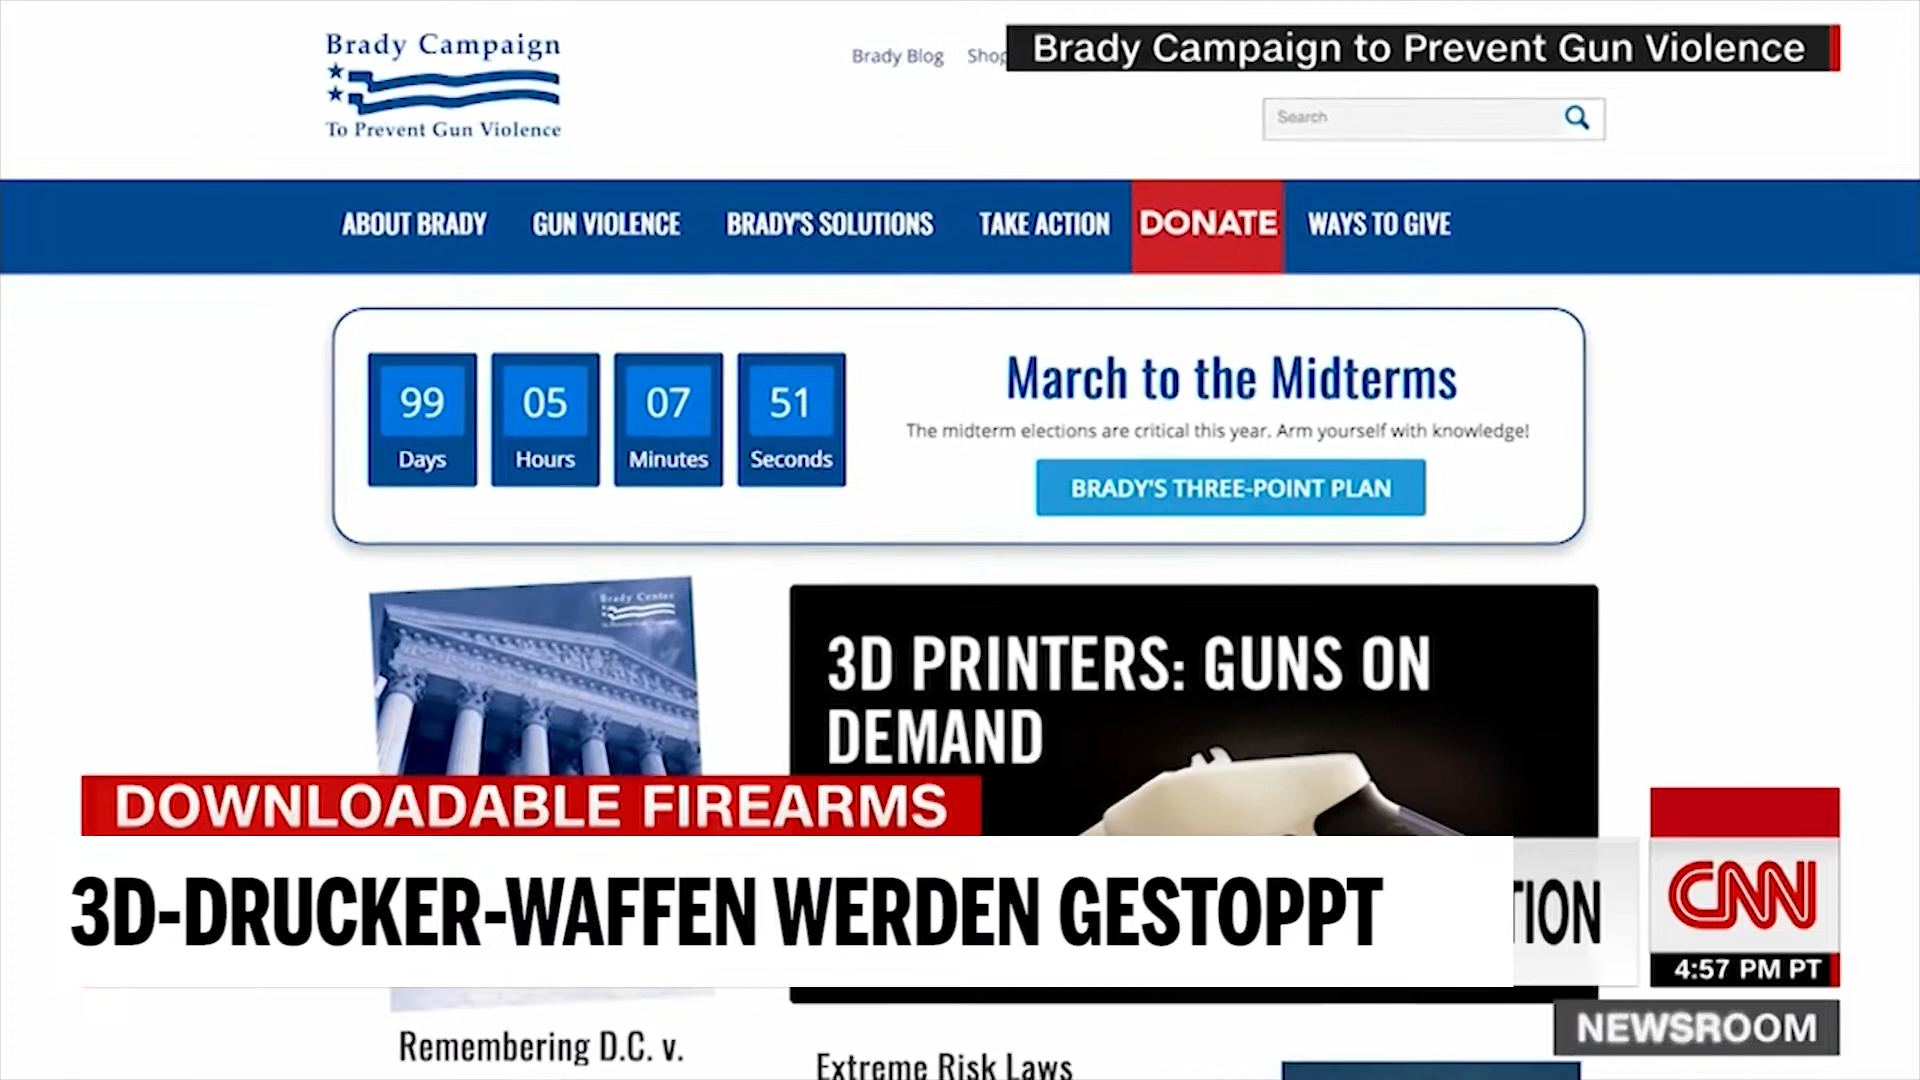 Brady Campaign
To Prevent Gun Violence
Brady Blog
Brady Campaign to Prevent Gun Violence
Search
ABOUT BRADY GUN VIOLENCE BRADY'S SOLUTIONS TAKE ACTION DONATE WAYS TO GIVE
99 05 07 51
Days Hours Minutes Seconds
March to the Midterms
The midterm elections are critical this year. Arm yourself with knowledge!
BRADY'S THREE-POINT PLAN
Brady Center
3D PRINTERS: GUNS ON
DEMAND
DOWNLOADABLE FIREARMS
3D-DRUCKER-WAFFEN WERDEN GESTOPPT
CNN
4:57 PM PT
NEWSROOM
Remembering D.C. v.
Extreme Risk Laws